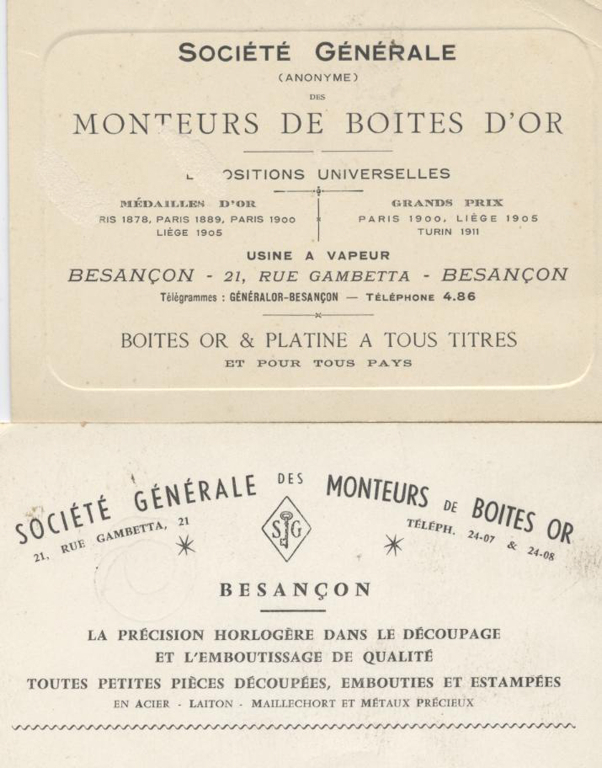 SOCIÉTÉ GÉNÉRALE
(ANONYME)
DES
MONTEURS DE BOITES D'OR
UNIVERSELLES
MÉDAILLES D'OR
1878, PARIS 1889, PARIS 1900
LIÈGE 1905
GRANDS PRIX
PARIS 1900, LIÈGE 1905
TURIN 1911
USINE A VAPEUR
BESANÇON - 21, RUE GAMBETTA - BESANÇON
Télégrammes : GÉNÉRALOR-BESANÇON — TÉLÉPHONE 4.86
BOITES OR & PLATINE A TOUS TITRES
ET POUR TOUS PAYS
SOCIÉTÉ GÉNÉRALE DES MONTEURS DE BOITES OR
21, RUE GAMBETTA, 21
S G
TÉLÉPH. 24-07 & 24-08
BESANÇON
LA PRÉCISION HORLOGÈRE DANS LE DÉCOUPAGE
ET L'EMBOUTISSAGE DE QUALITÉ
TOUTES PETITES PIÈCES DÉCOUPÉES, EMBOUTIES ET ESTAMPÉES
EN ACIER - LAITON - MAILLECHORT ET MÉTAUX PRÉCIEUX